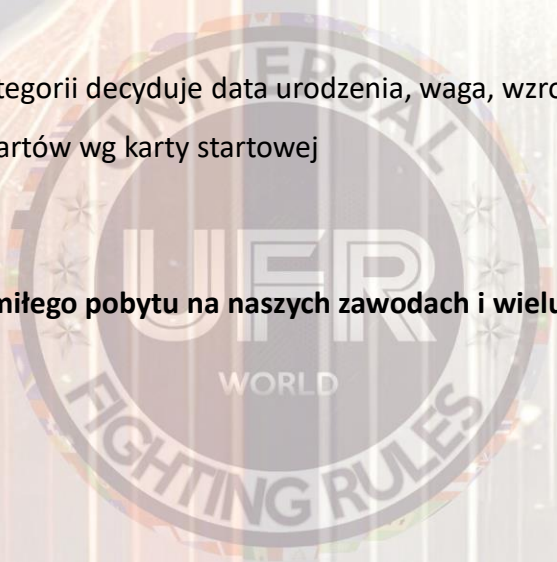 tegorii decyduje data urodzenia, waga, wzro
artów wg karty startowej
miłego pobytu na naszych zawodach i wielu
UNIVERSAL
UFR
WORLD
FIGHTING RULES